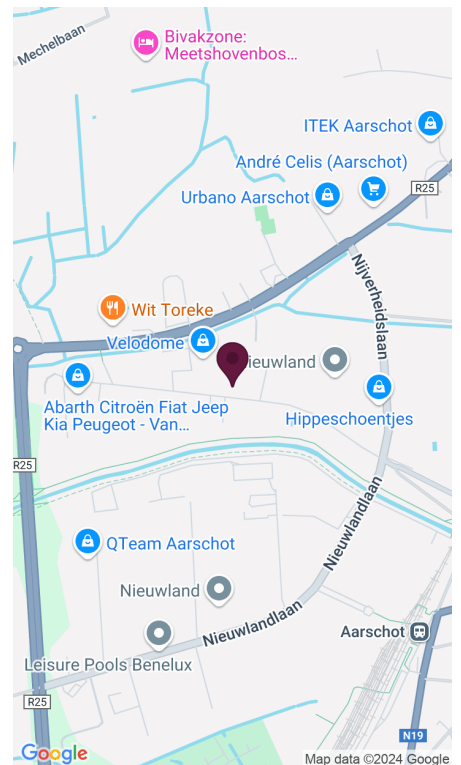 Mechelbaan
Bivakzone:
Meetshovenbos...
ITEK Aarschot
André Celis (Aarschot)
R25
Urbano Aarschot
Nijverheidslaan
Wit Toreke
Velodome
Nieuwland
Abarth Citroën Fiat Jeep
Kia Peugeot - Van...
Hippeschoentjes
R25
Nieuwlandlaan
QTeam Aarschot
Nieuwland
Nieuwlandlaan
Aarschot
Leisure Pools Benelux
R25
N19
Google
Map data ©2024 Google